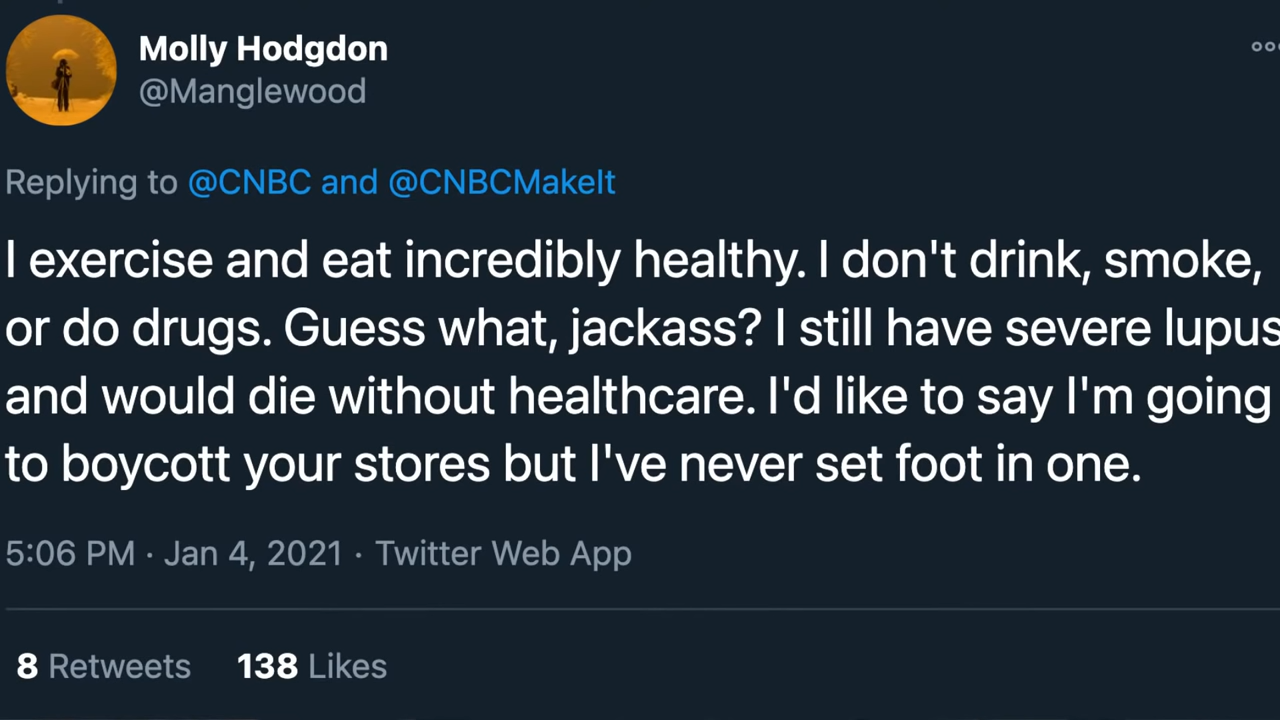 Molly Hodgdon
@Manglewood
Replying to @CNBC and @CNBCMakeIt
I exercise and eat incredibly healthy. I don't drink, smoke,
or do drugs. Guess what, jackass? I still have severe lupus
and would die without healthcare. I'd like to say I'm going
to boycott your stores but I've never set foot in one.
5:06 PM · Jan 4, 2021 · Twitter Web App
8 Retweets 138 Likes